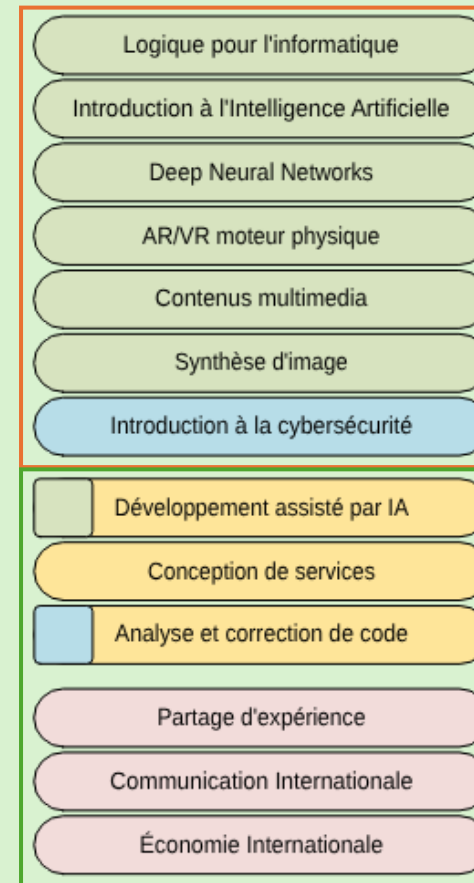 Logique pour l'informatique
Introduction à l'Intelligence Artificielle
Deep Neural Networks
AR/VR moteur physique
Contenus multimedia
Synthèse d'image
Introduction à la cybersécurité
Développement assisté par IA
Conception de services
Analyse et correction de code
Partage d'expérience
Communication Internationale
Économie Internationale